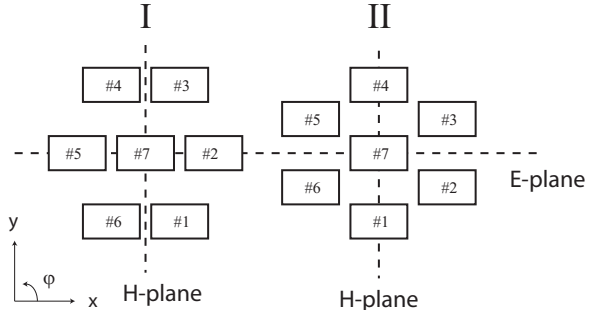 I II
#4 #3 #4
#5 #3
#5 #7 #2 #7
E-plane
#6 #2
#6 #1 #1
y
φ
x H-plane H-plane